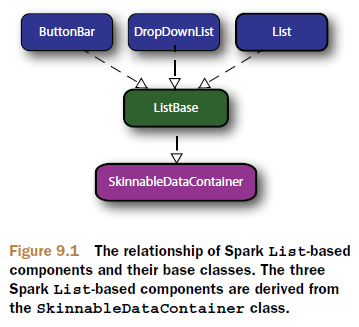 ButtonBar DropDownList List
ListBase
SkinnableDataContainer
Figure 9.1 The relationship of Spark List-based
components and their base classes. The three
Spark List-based components are derived from
the SkinnableDataContainer class.